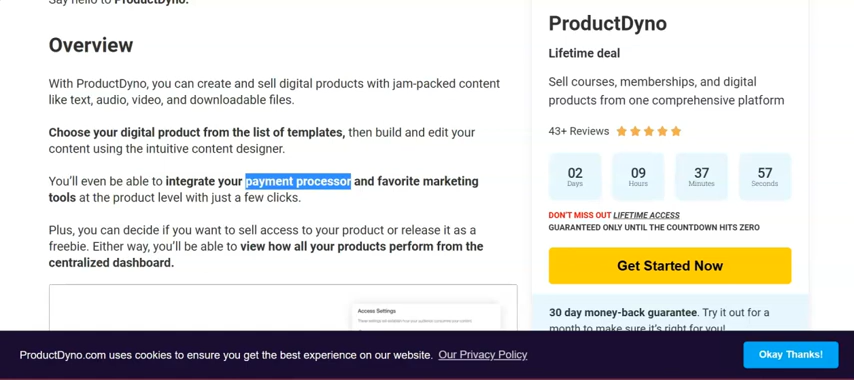 Say hello to ProductDyno.
Overview
With ProductDyno, you can create and sell digital products with jam-packed content
like text, audio, video, and downloadable files.
Choose your digital product from the list of templates, then build and edit your
content using the intuitive content designer.
You'll even be able to integrate your payment processor and favorite marketing
tools at the product level with just a few clicks.
Plus, you can decide if you want to sell access to your product or release it as a
freebie. Either way, you'll be able to view how all your products perform from the
centralized dashboard.
Access Settings
ProductDyno
Lifetime deal
Sell courses, memberships, and digital
products from one comprehensive platform
43+ Reviews
02 09 37 57
Days Hours Minutes Seconds
DON'T MISS OUT LIFETIME ACCESS
GUARANTEED ONLY UNTIL THE COUNTDOWN HITS ZERO
Get Started Now
30 day money-back guarantee. Try it out for a
month to make sure it's right for you!
ProductDyno.com uses cookies to ensure you get the best experience on our website. Our Privacy Policy
Okay Thanks!